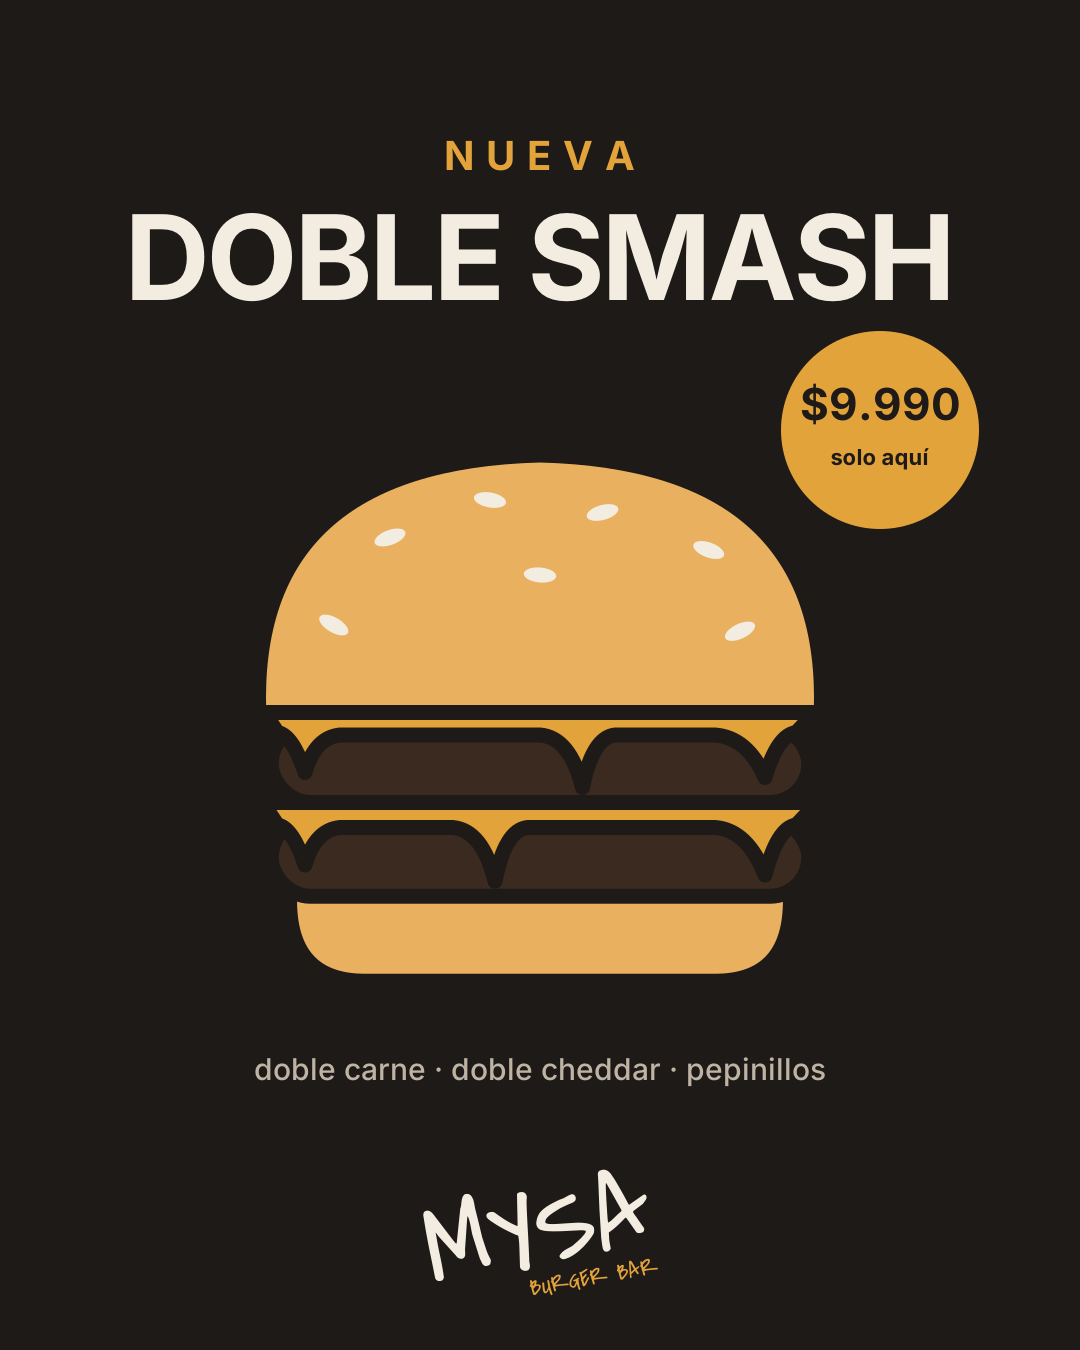 NUEVA
DOBLE SMASH
$9.990
solo aquí
doble carne · doble cheddar · pepinillos
MYSA
BURGER BAR